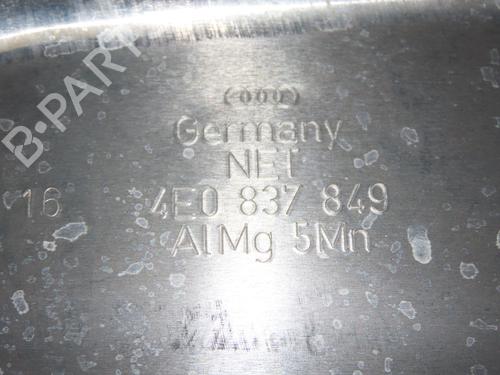 B-PARTS
Germany
NET
16 4E0 837 849
AlMg 5Mn